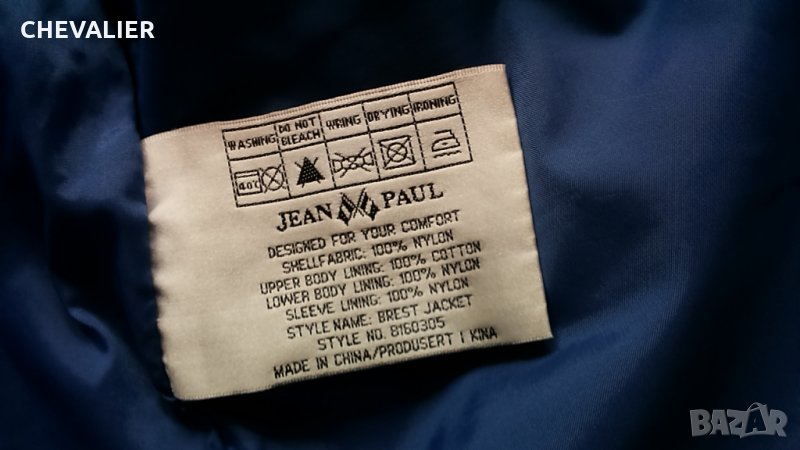 CHEVALIER
WASHING DO NOT BLEACH WRING DRYING IRONING
40°
JEAN PAUL
DESIGNED FOR YOUR COMFORT
SHELLFABRIC: 100% NYLON
UPPER BODY LINING: 100% COTTON
LOWER BODY LINING: 100% NYLON
SLEEVE LINING: 100% NYLON
STYLE NAME: BREST JACKET
STYLE NO. 8160305
MADE IN CHINA/PRODUSERT I KINA
BAZAR